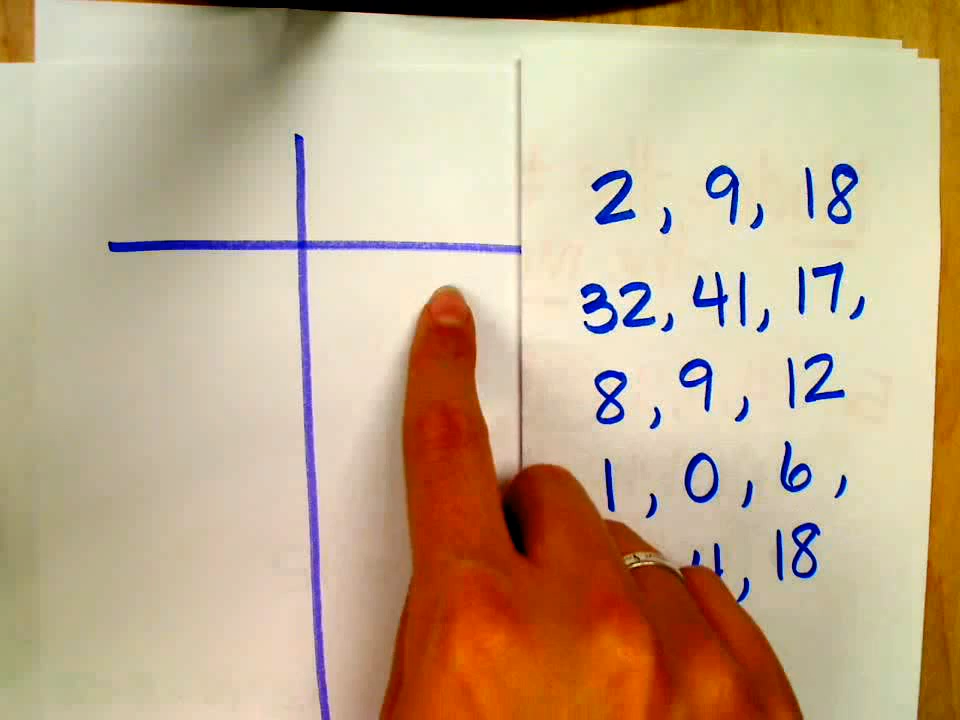 2, 9, 18
32, 41, 17,
8, 9, 12
1, 0, 6,
, 18